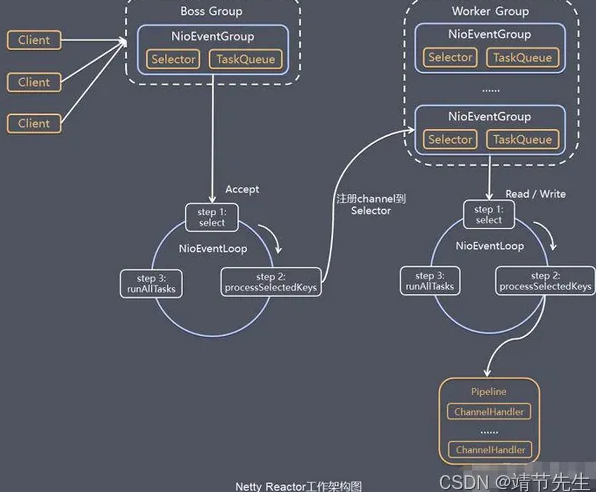 Boss Group
NioEventGroup
Selector
TaskQueue
Client
Client
Client
Worker Group
NioEventGroup
Selector
TaskQueue
......
NioEventGroup
Selector
TaskQueue
Accept
step 1:
select
NioEventLoop
step 2:
processSelectedKeys
step 3:
runAllTasks
注册channel到
Selector
Read / Write
step 1:
select
NioEventLoop
step 2:
processSelectedKeys
step 3:
runAllTasks
Pipeline
ChannelHandler
......
ChannelHandler
Netty Reactor工作架构图
CSDN @靖节先生